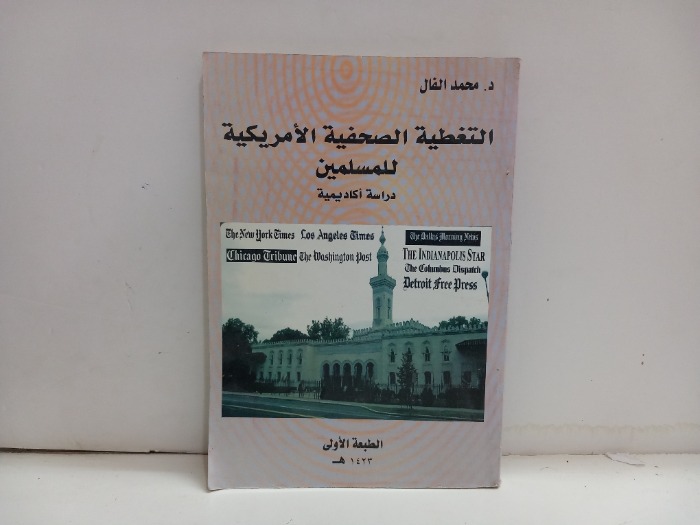 د. محمد الفال
التغطية الصحفية الأمريكية
للمسلمين
دراسة أكاديمية
The New York Times Los Angeles Times The Dallas Morning News
Chicago Tribune The Washington Post THE INDIANAPOLIS STAR
The Columbus Dispatch
Detroit Free Press
الطبعة الأولى
١٤٢٣ هـ